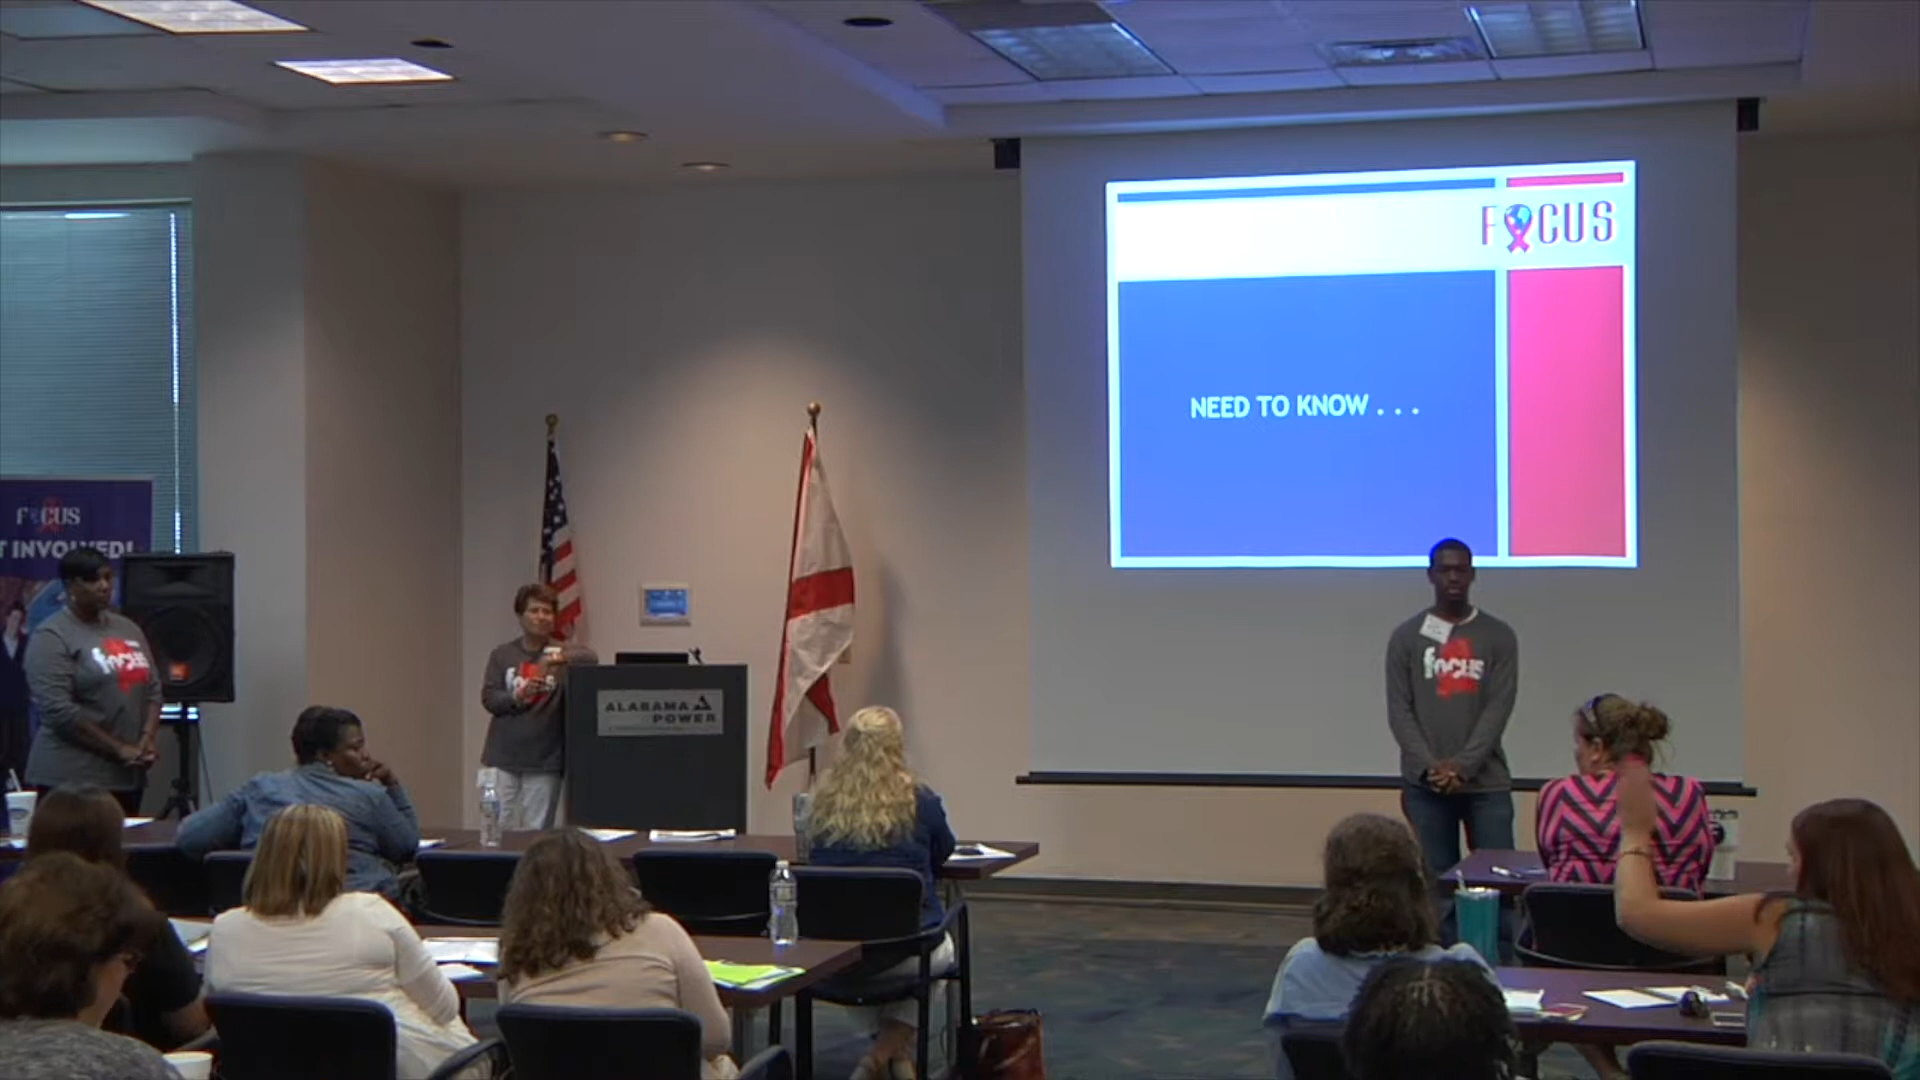 FOCUS
NEED TO KNOW . . .
FOCUS
T INVOLVED!
focus
focus
ALABAMA
POWER
focus